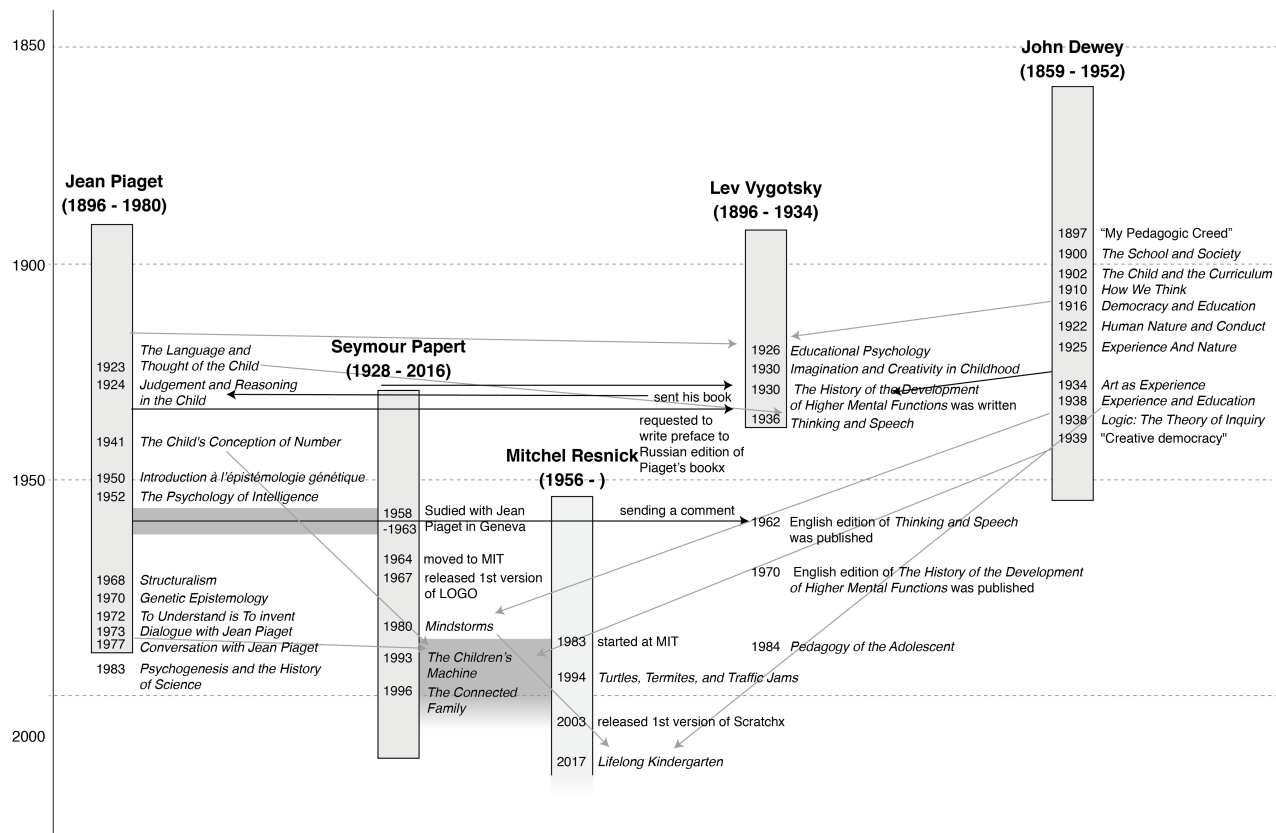 1850
1900
1950
2000
Jean Piaget
(1896 - 1980)
1923
The Language and
Thought of the Child
1924
Judgement and Reasoning
in the Child
1941
The Child's Conception of Number
1950
Introduction à l'épistémologie génétique
1952
The Psychology of Intelligence
1968
Structuralism
1970
Genetic Epistemology
1972
To Understand is To invent
1973
Dialogue with Jean Piaget
1977
Conversation with Jean Piaget
1983
Psychogenesis and the History
of Science
Seymour Papert
(1928 - 2016)
1958
-1963
Sudied with Jean
Piaget in Geneva
1964
moved to MIT
1967
released 1st version
of LOGO
1980
Mindstorms
1993
The Children's
Machine
1996
The Connected
Family
Mitchel Resnick
(1956 - )
1983
started at MIT
1994
Turtles, Termites, and Traffic Jams
2003
released 1st version of Scratchx
2017
Lifelong Kindergarten
sent his book
requested to
write preface to
Russian edition of
Piaget's bookx
sending a comment
Lev Vygotsky
(1896 - 1934)
1926
Educational Psychology
1930
Imagination and Creativity in Childhood
1930
The History of the Development
of Higher Mental Functions was written
1936
Thinking and Speech
1962
English edition of Thinking and Speech
was published
1970
English edition of The History of the Development
of Higher Mental Functions was published
1984
Pedagogy of the Adolescent
John Dewey
(1859 - 1952)
1897
“My Pedagogic Creed”
1900
The School and Society
1902
The Child and the Curriculum
1910
How We Think
1916
Democracy and Education
1922
Human Nature and Conduct
1925
Experience And Nature
1934
Art as Experience
1938
Experience and Education
1938
Logic: The Theory of Inquiry
1939
"Creative democracy"